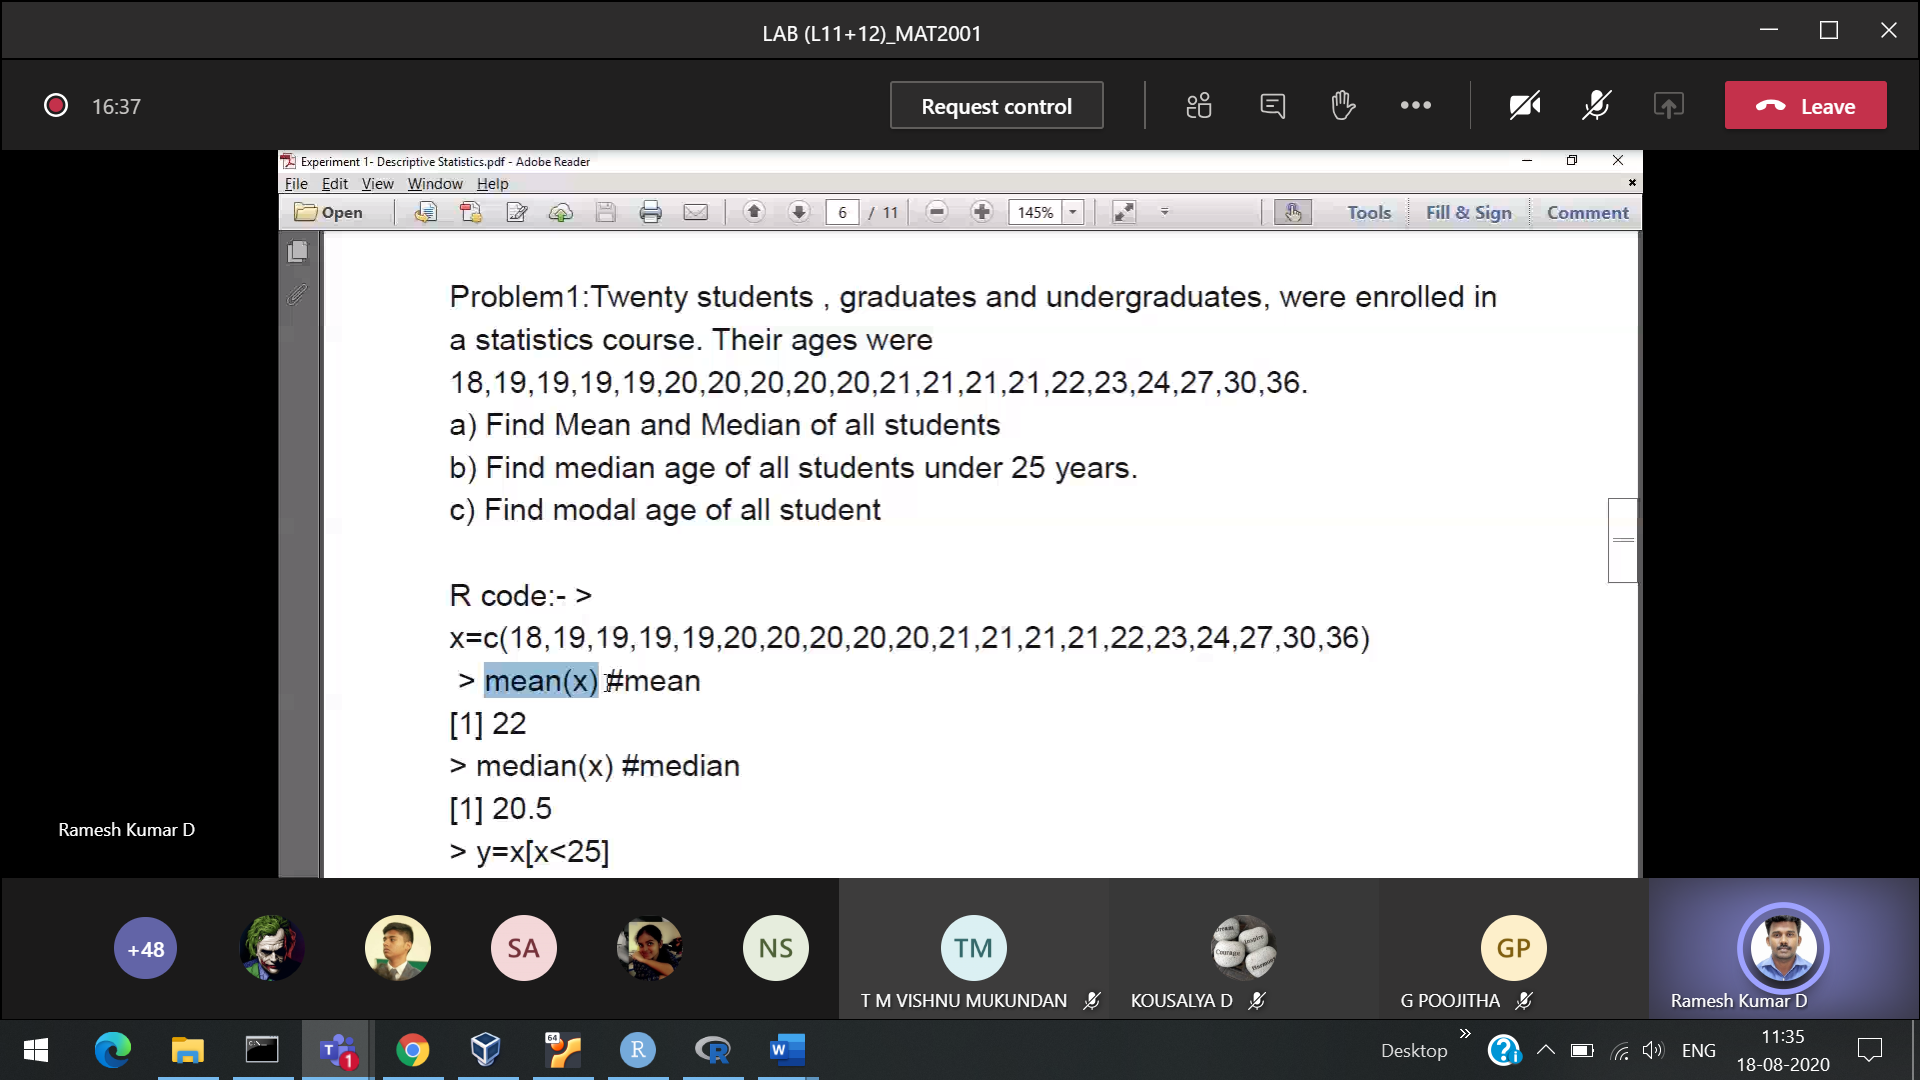 LAB (L11+12)_MAT2001
16:37
Request control
Leave
Experiment 1- Descriptive Statistics.pdf - Adobe Reader
File Edit View Window Help
Open 6 / 11 145% Tools Fill & Sign Comment
Problem1:Twenty students , graduates and undergraduates, were enrolled in
a statistics course. Their ages were
18,19,19,19,19,20,20,20,20,20,21,21,21,21,22,23,24,27,30,36.
a) Find Mean and Median of all students
b) Find median age of all students under 25 years.
c) Find modal age of all student
R code:- >
x=c(18,19,19,19,19,20,20,20,20,20,21,21,21,21,22,23,24,27,30,36)
> mean(x) #mean
[1] 22
> median(x) #median
[1] 20.5
> y=x[x<25]
Ramesh Kumar D
+48
SA
NS
TM
GP
T M VISHNU MUKUNDAN
KOUSALYA D
G POOJITHA
Ramesh Kumar D
Dream
Inspire
Courage
Harmony
T 1
64
R
R
W
Desktop
ENG
11:35
18-08-2020